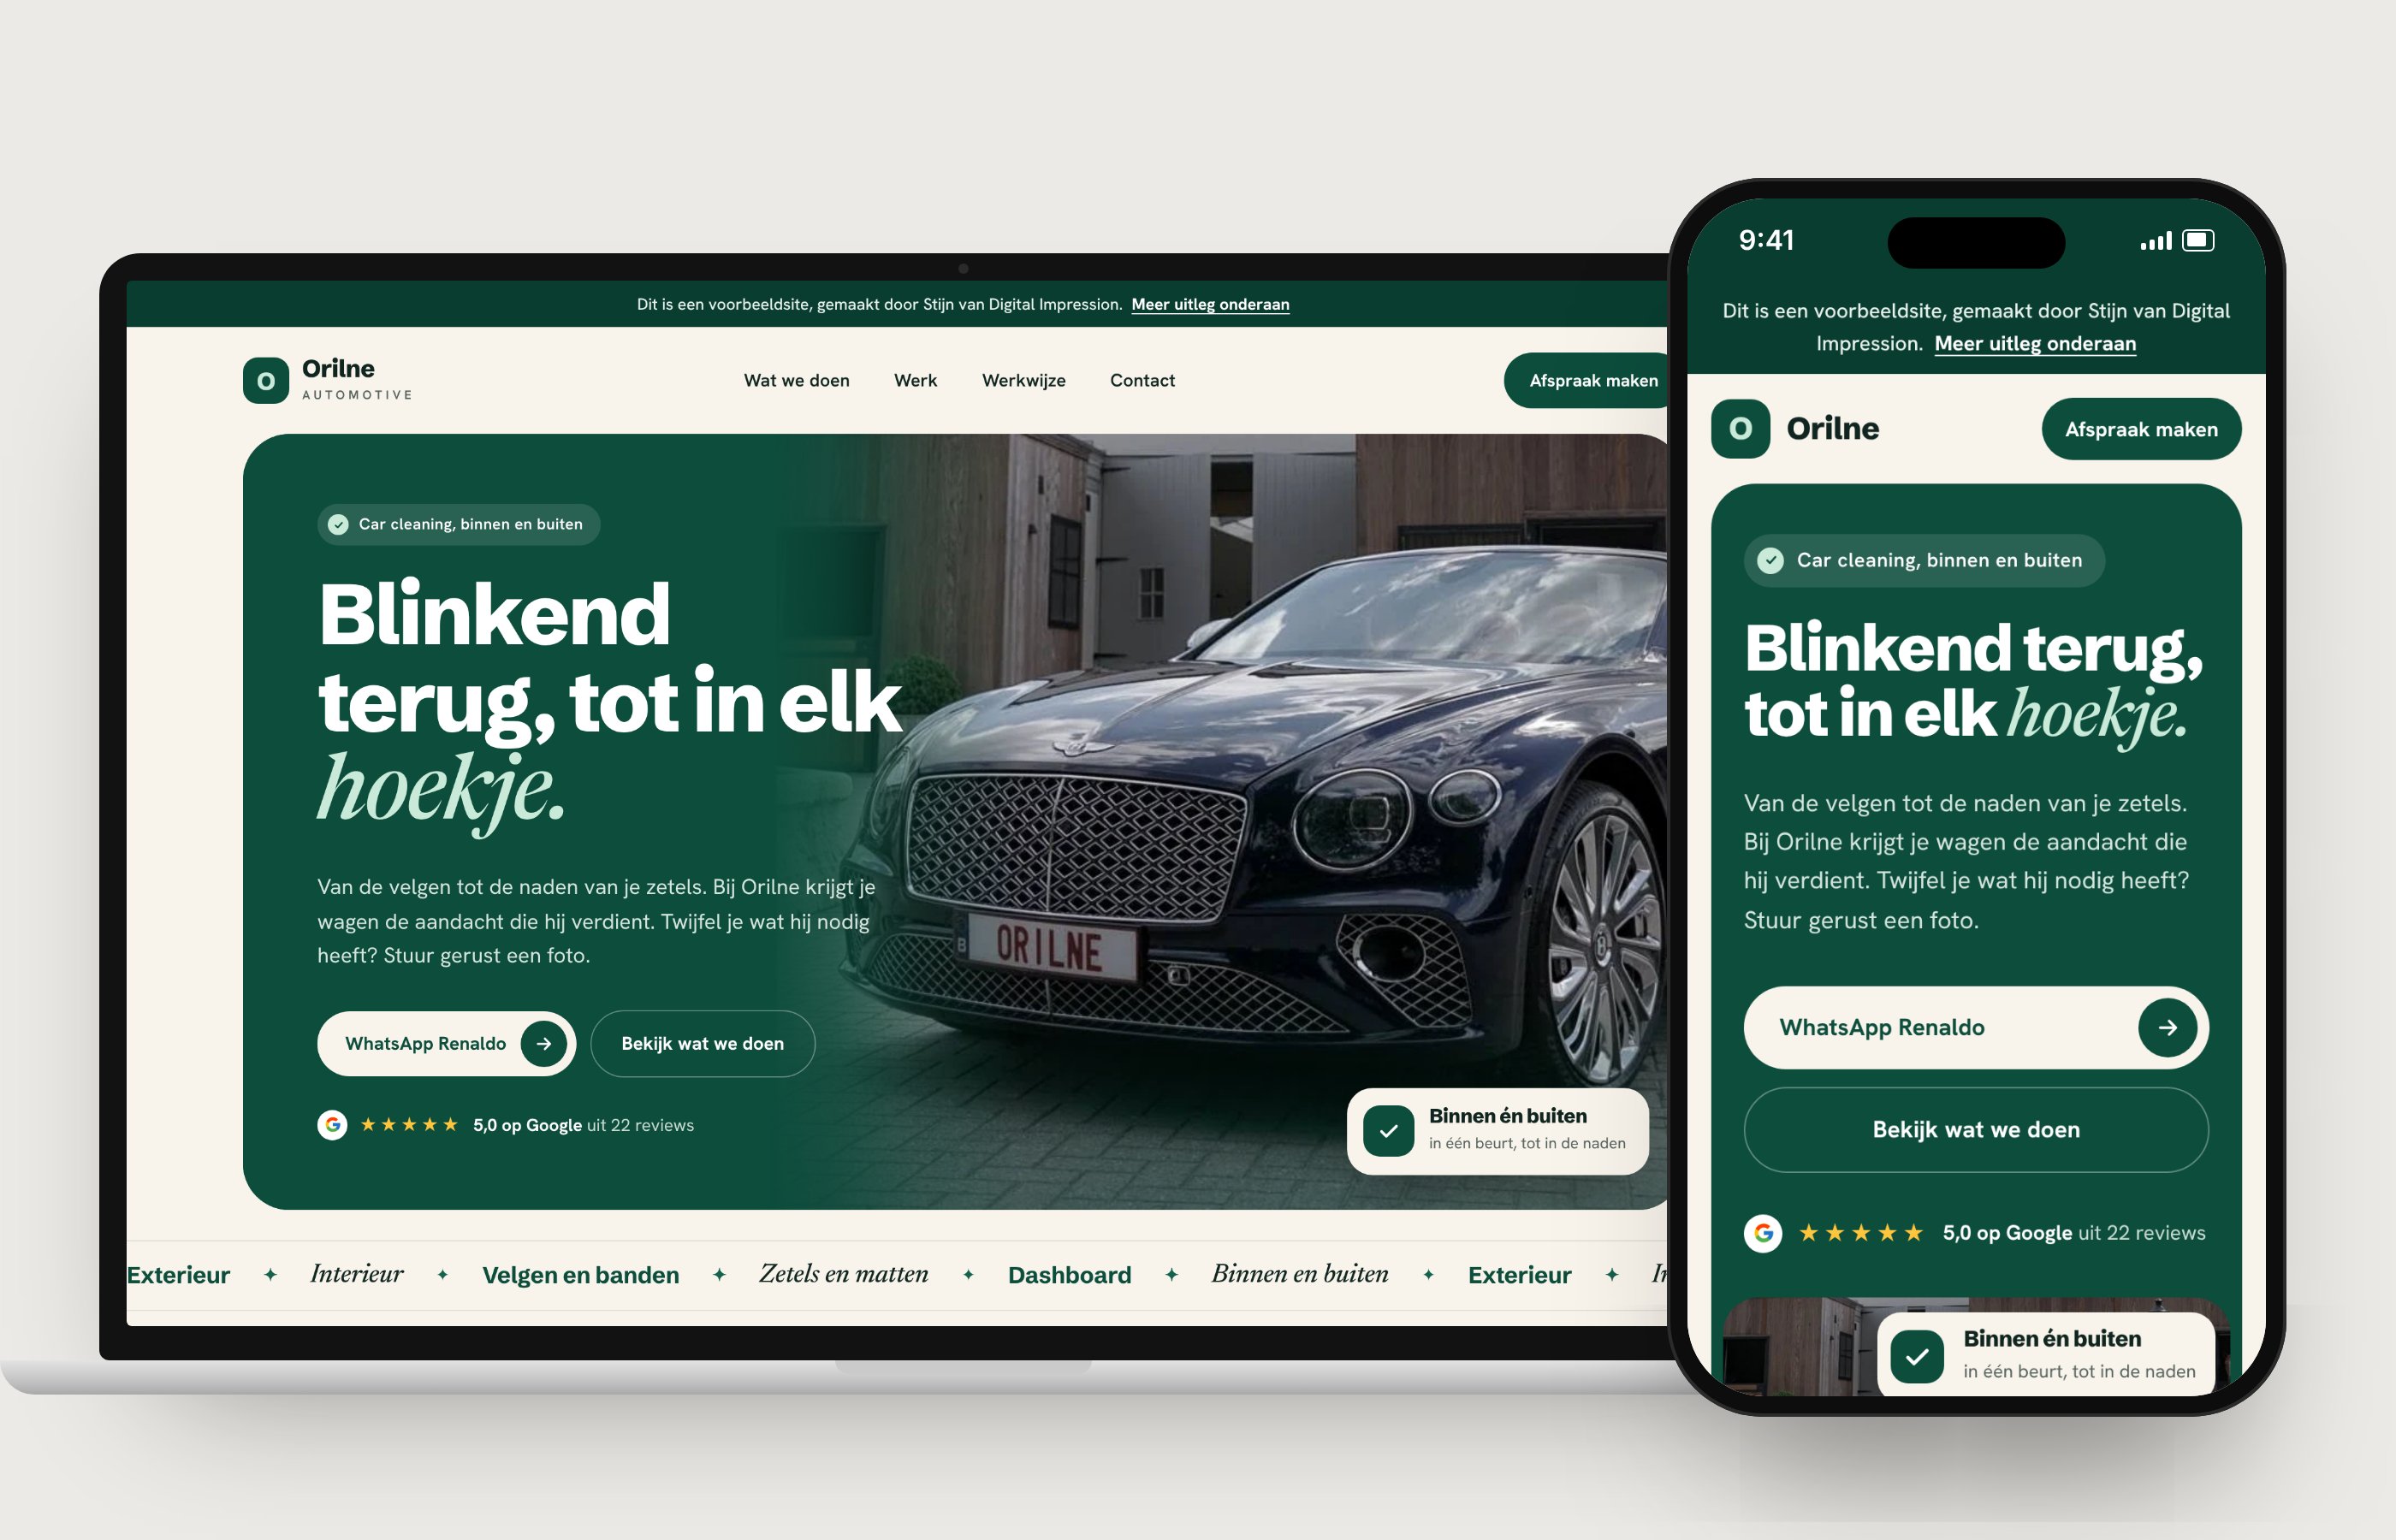 Dit is een voorbeeldsite, gemaakt door Stijn van Digital Impression. Meer uitleg onderaan
O
Orilne
AUTOMOTIVE
Wat we doen
Werk
Werkwijze
Contact
Afspraak maken
Car cleaning, binnen en buiten
Blinkend
terug, tot in elk
hoekje.
Van de velgen tot de naden van je zetels. Bij Orilne krijgt je
wagen de aandacht die hij verdient. Twijfel je wat hij nodig
heeft? Stuur gerust een foto.
WhatsApp Renaldo
Bekijk wat we doen
G
5,0 op Google uit 22 reviews
B
ORILNE
Binnen én buiten
in één beurt, tot in de naden
Exterieur
Interieur
Velgen en banden
Zetels en matten
Dashboard
Binnen en buiten
Exterieur
9:41
Dit is een voorbeeldsite, gemaakt door Stijn van Digital
Impression. Meer uitleg onderaan
O
Orilne
Afspraak maken
Car cleaning, binnen en buiten
Blinkend terug,
tot in elk hoekje.
Van de velgen tot de naden van je zetels.
Bij Orilne krijgt je wagen de aandacht die
hij verdient. Twijfel je wat hij nodig heeft?
Stuur gerust een foto.
WhatsApp Renaldo
Bekijk wat we doen
G
5,0 op Google uit 22 reviews
Binnen én buiten
in één beurt, tot in de naden